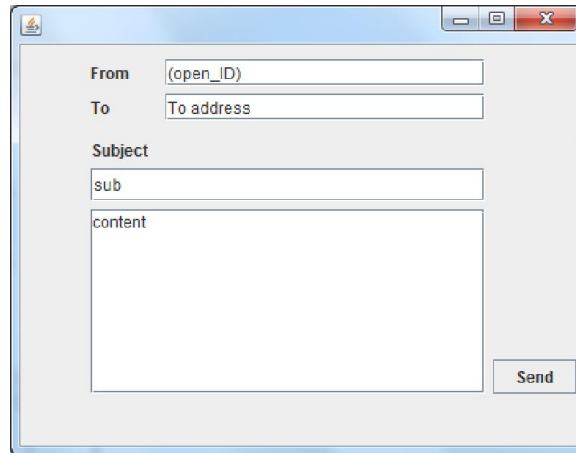 From (open_ID)
To To address
Subject
sub
content
Send